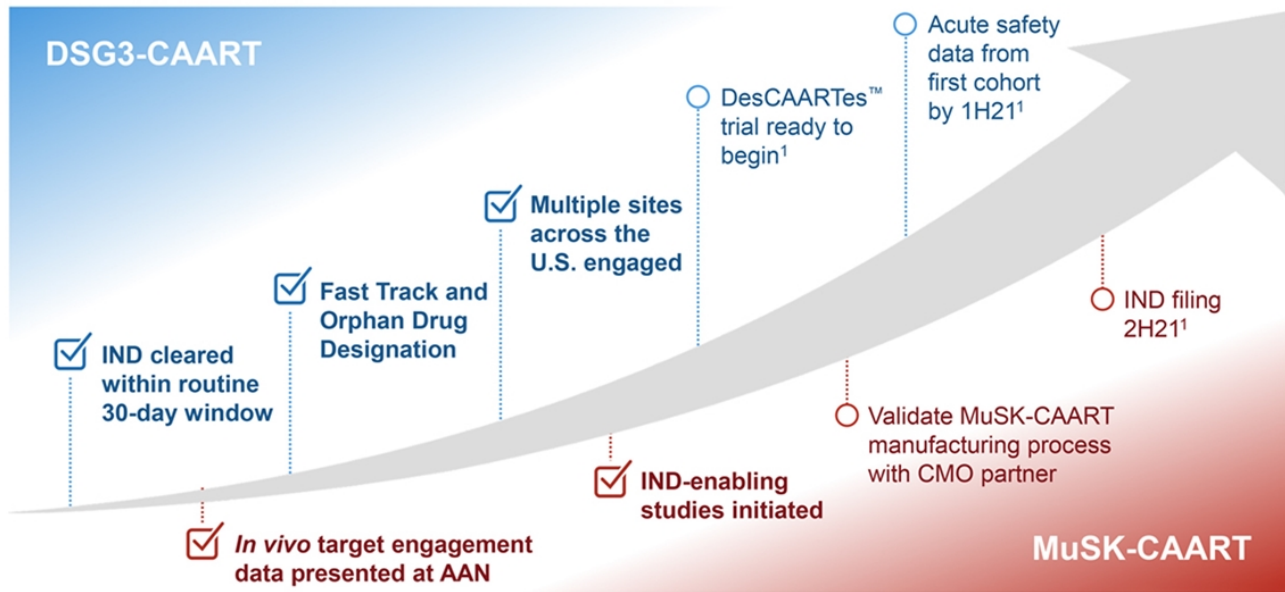 DSG3-CAART
Acute safety
data from
first cohort
by 1H21¹
DesCAARTes™
trial ready to
begin¹
Multiple sites
across the
U.S. engaged
Fast Track and
Orphan Drug
Designation
IND cleared
within routine
30-day window
In vivo target engagement
data presented at AAN
IND-enabling
studies initiated
Validate MuSK-CAART
manufacturing process
with CMO partner
IND filing
2H21¹
MuSK-CAART